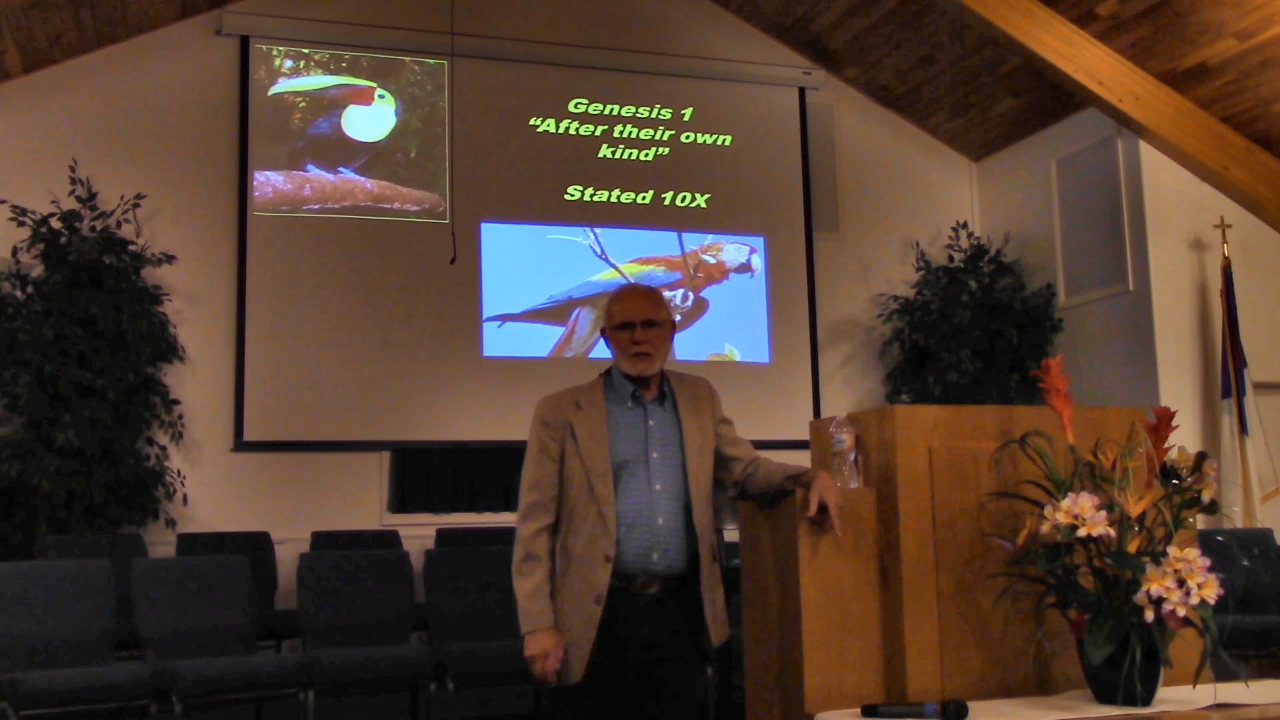 Genesis 1
“After their own
kind”
Stated 10X